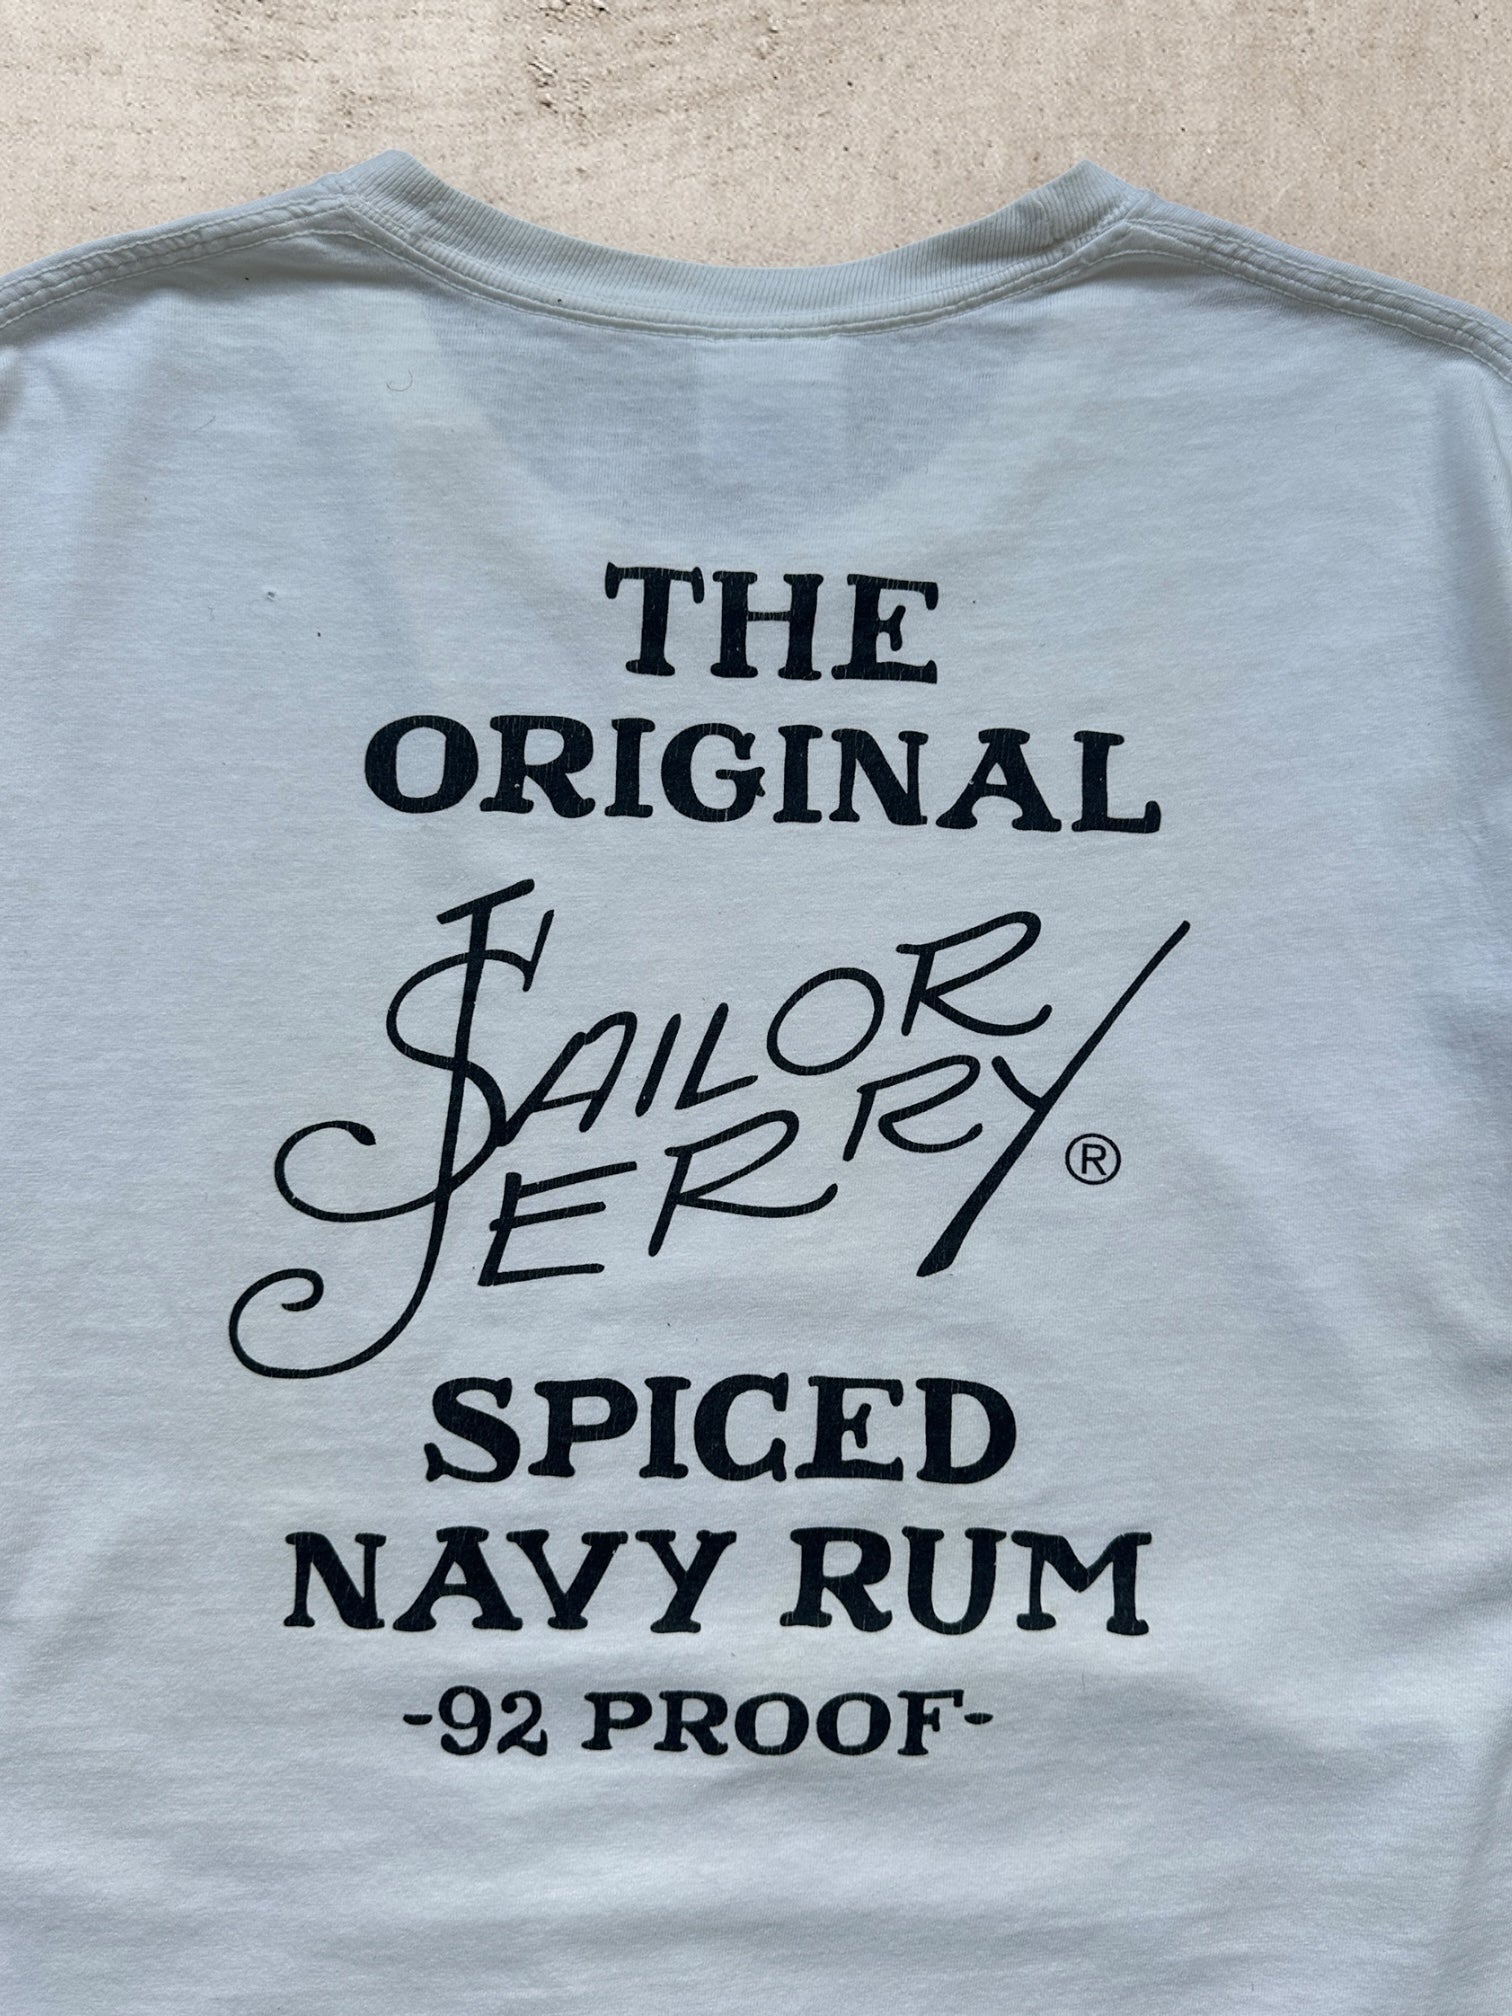 THE
ORIGINAL
SAILOR
JERRY®
SPICED
NAVY RUM
-92 PROOF-